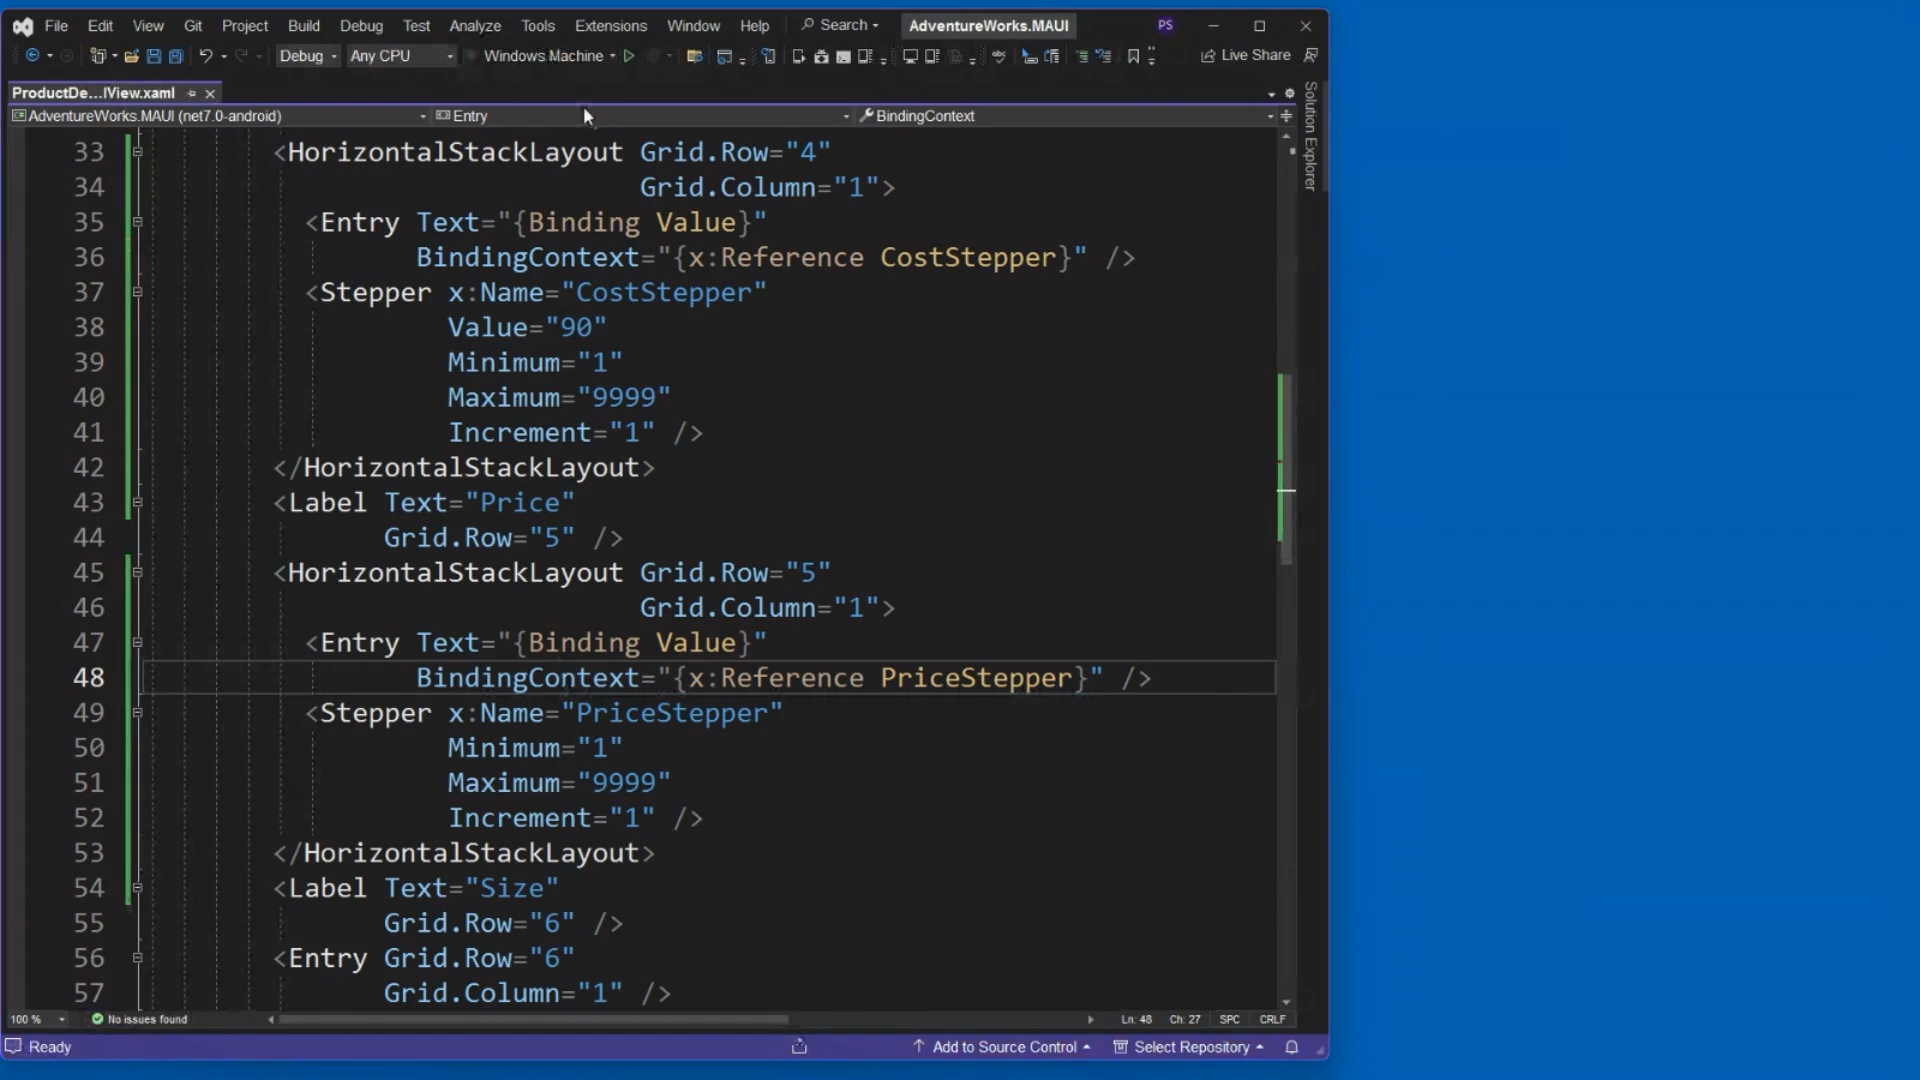 File Edit View Git Project Build Debug Test Analyze Tools Extensions Window Help Search AdventureWorks.MAUI PS
Debug Any CPU Windows Machine Live Share
ProductDe...lView.xaml
AdventureWorks.MAUI (net7.0-android) Entry BindingContext
Solution Explorer
33 <HorizontalStackLayout Grid.Row="4"
34 Grid.Column="1">
35 <Entry Text="{Binding Value}"
36 BindingContext="{x:Reference CostStepper}" />
37 <Stepper x:Name="CostStepper"
38 Value="90"
39 Minimum="1"
40 Maximum="9999"
41 Increment="1" />
42 </HorizontalStackLayout>
43 <Label Text="Price"
44 Grid.Row="5" />
45 <HorizontalStackLayout Grid.Row="5"
46 Grid.Column="1">
47 <Entry Text="{Binding Value}"
48 BindingContext="{x:Reference PriceStepper}" />
49 <Stepper x:Name="PriceStepper"
50 Minimum="1"
51 Maximum="9999"
52 Increment="1" />
53 </HorizontalStackLayout>
54 <Label Text="Size"
55 Grid.Row="6" />
56 <Entry Grid.Row="6"
57 Grid.Column="1" />
100 % No issues found Ln: 48 Ch: 27 SPC CRLF
Ready Add to Source Control Select Repository